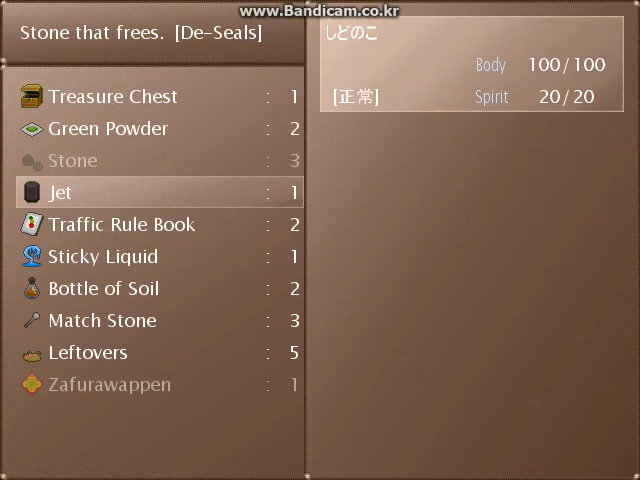 www.Bandicam.co.kr
Stone that frees. [De-Seals]
しどのこ
Body 100/100
[正常] Spirit 20/20
Treasure Chest : 1
Green Powder : 2
Stone : 3
Jet : 1
Traffic Rule Book : 2
Sticky Liquid : 1
Bottle of Soil : 2
Match Stone : 3
Leftovers : 5
Zafurawappen : 1